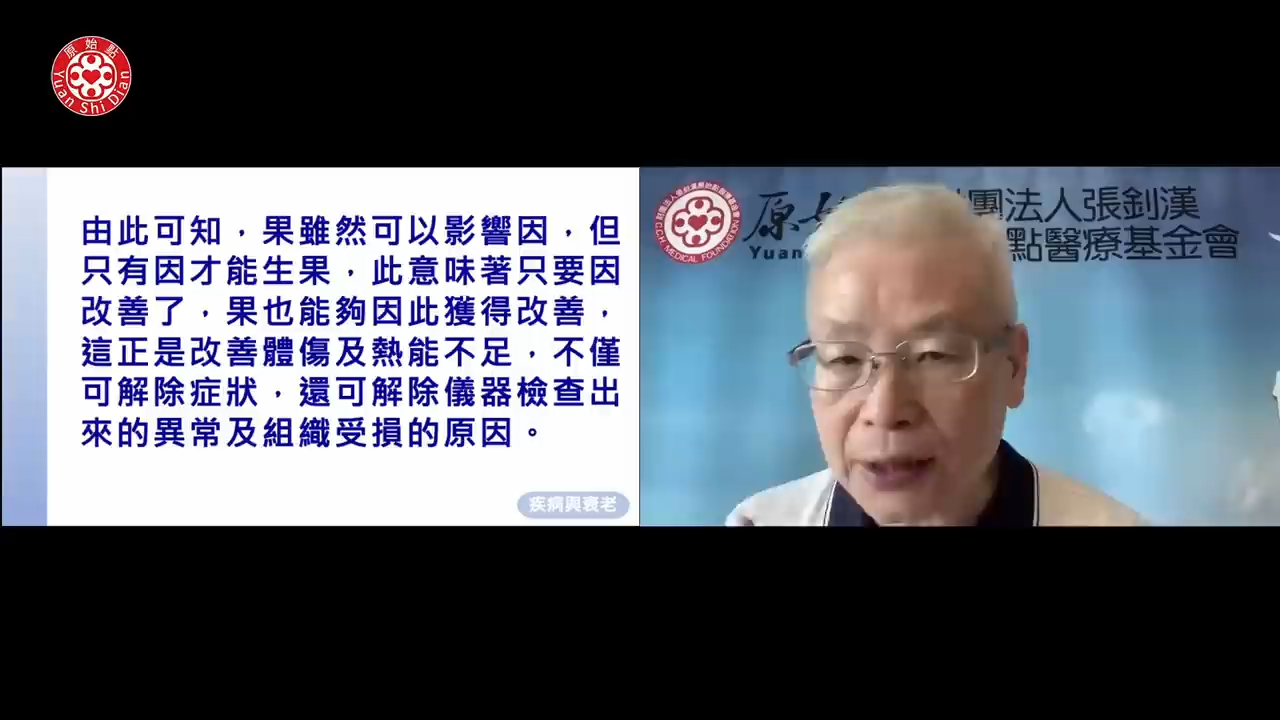 原始點
Yuan Shi Dian
由此可知，果雖然可以影響因，但
只有因才能生果，此意味著只要因
改善了，果也能夠因此獲得改善，
這正是改善體傷及熱能不足，不僅
可解除症狀，還可解除儀器檢查出
來的異常及組織受損的原因。
疾病與衰老
原
Yuan
團法人張釗漢
點醫療基金會